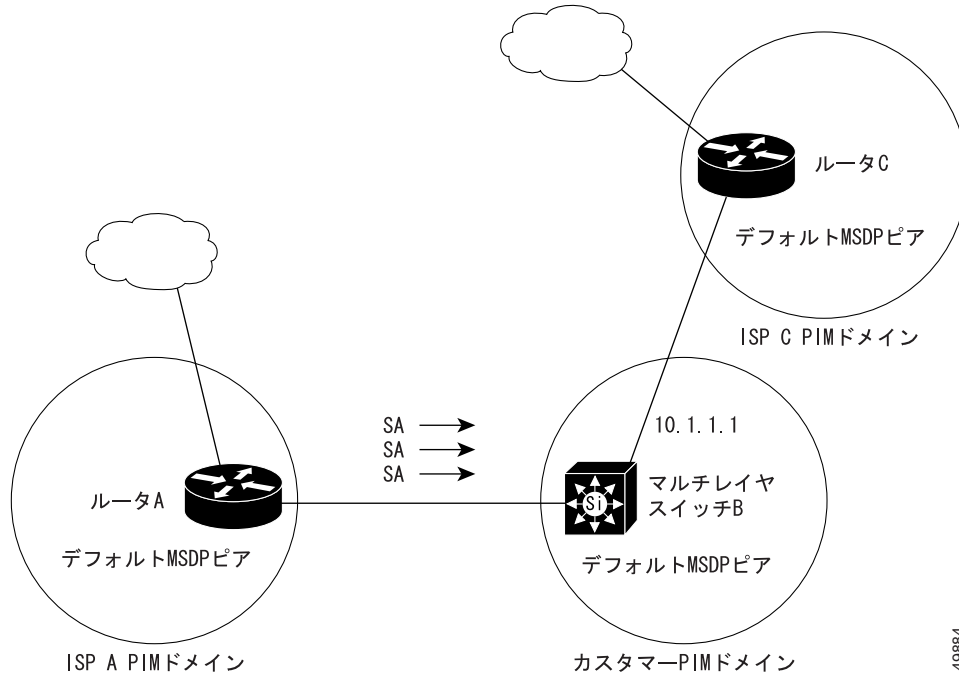 ルータC
デフォルトMSDPピア
ISP C PIMドメイン
SA
SA
SA
10.1.1.1
ルータA
Si
マルチレイヤ
スイッチB
デフォルトMSDPピア
デフォルトMSDPピア
ISP A PIMドメイン
カスタマーPIMドメイン
49884